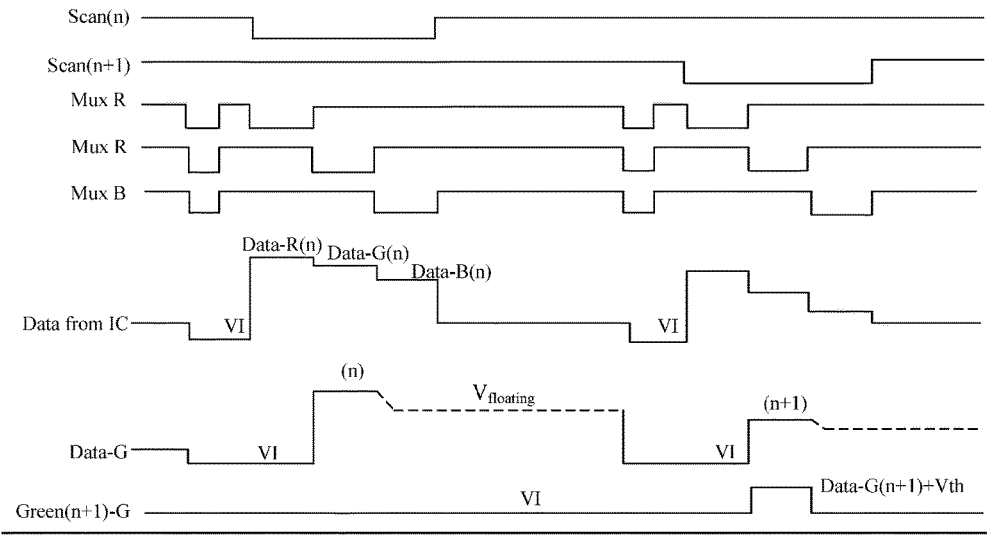 Scan(n)
Scan(n+1)
Mux R
Mux R
Mux B
Data-R(n)
Data-G(n)
Data-B(n)
Data from IC
VI
VI
(n)
Vfloating
(n+1)
Data-G
VI
VI
Data-G(n+1)+Vth
VI
Green(n+1)-G